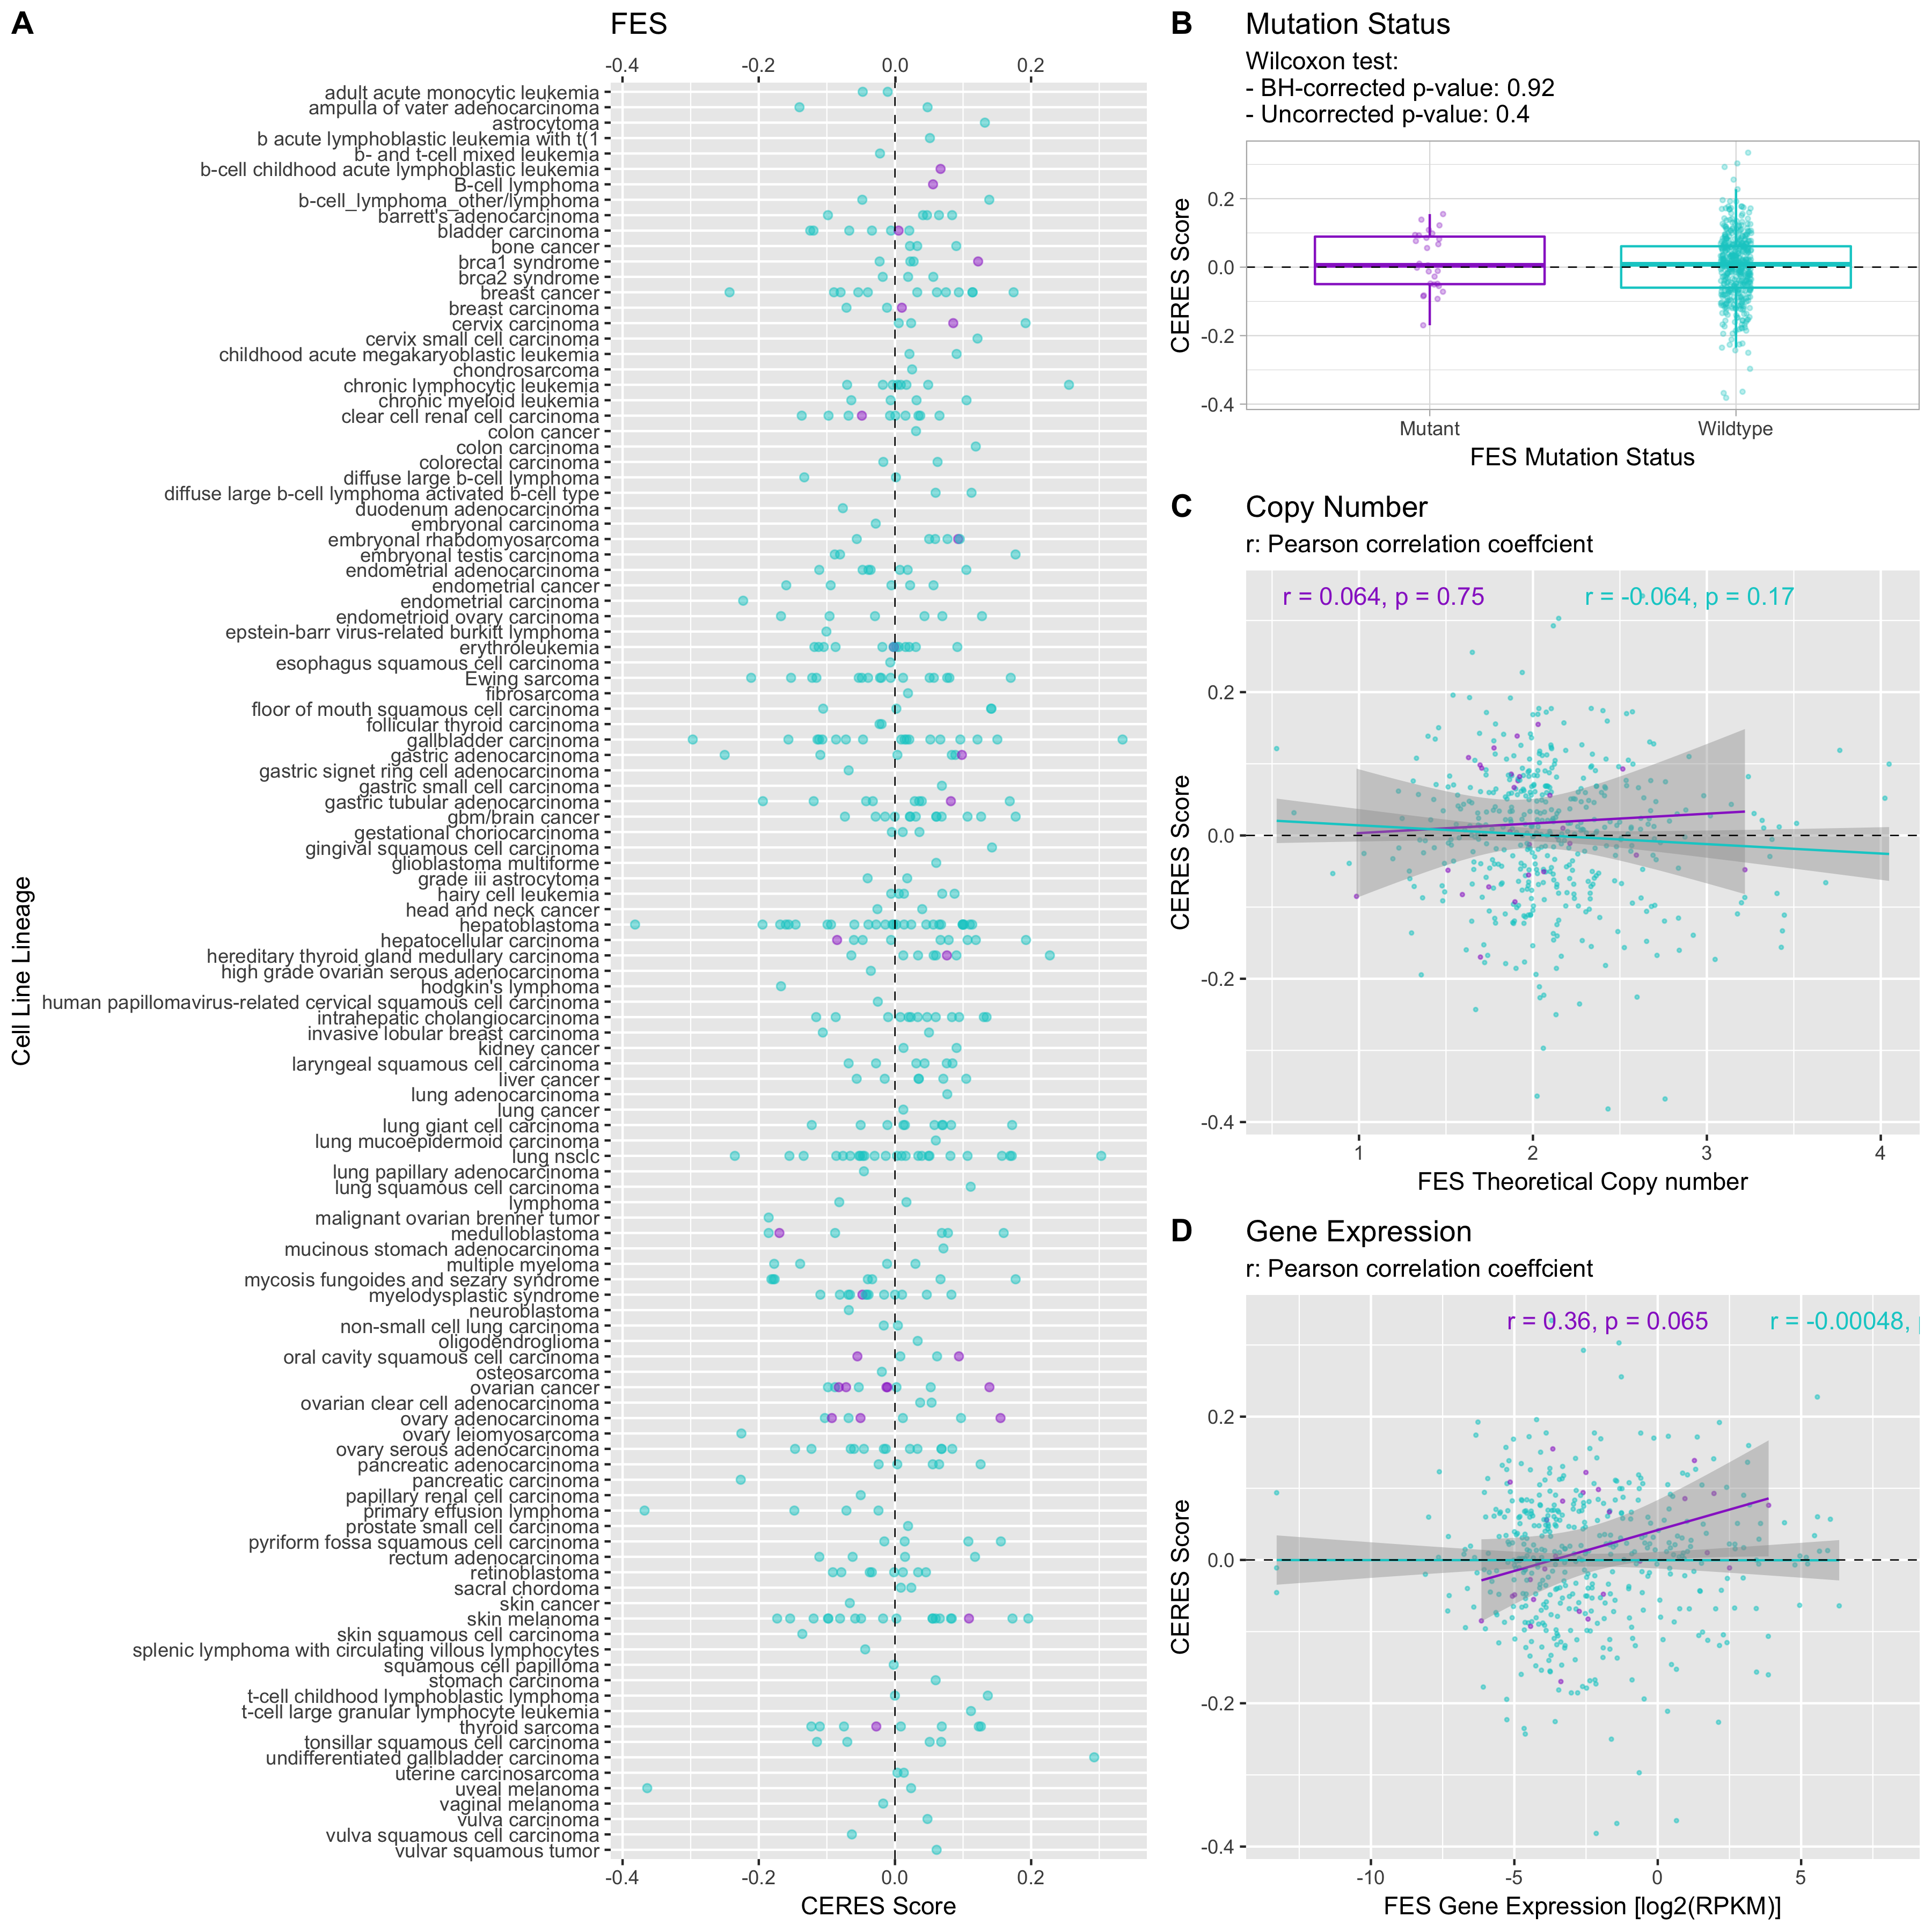 A
FES
-0.4 -0.2 0.0 0.2
adult acute monocytic leukemia
ampulla of vater adenocarcinoma
astrocytoma
b acute lymphoblastic leukemia with t(1
b- and t-cell mixed leukemia
b-cell childhood acute lymphoblastic leukemia
B-cell lymphoma
b-cell_lymphoma_other/lymphoma
barrett's adenocarcinoma
bladder carcinoma
bone cancer
brca1 syndrome
brca2 syndrome
breast cancer
breast carcinoma
cervix carcinoma
cervix small cell carcinoma
childhood acute megakaryoblastic leukemia
chondrosarcoma
chronic lymphocytic leukemia
chronic myeloid leukemia
clear cell renal cell carcinoma
colon cancer
colon carcinoma
colorectal carcinoma
diffuse large b-cell lymphoma
diffuse large b-cell lymphoma activated b-cell type
duodenum adenocarcinoma
embryonal carcinoma
embryonal rhabdomyosarcoma
embryonal testis carcinoma
endometrial adenocarcinoma
endometrial cancer
endometrial carcinoma
endometrioid ovary carcinoma
epstein-barr virus-related burkitt lymphoma
erythroleukemia
esophagus squamous cell carcinoma
Ewing sarcoma
fibrosarcoma
floor of mouth squamous cell carcinoma
follicular thyroid carcinoma
gallbladder carcinoma
gastric adenocarcinoma
gastric signet ring cell adenocarcinoma
gastric small cell carcinoma
gastric tubular adenocarcinoma
gbm/brain cancer
gestational choriocarcinoma
gingival squamous cell carcinoma
glioblastoma multiforme
grade iii astrocytoma
hairy cell leukemia
head and neck cancer
hepatoblastoma
hepatocellular carcinoma
hereditary thyroid gland medullary carcinoma
high grade ovarian serous adenocarcinoma
hodgkin's lymphoma
human papillomavirus-related cervical squamous cell carcinoma
intrahepatic cholangiocarcinoma
invasive lobular breast carcinoma
kidney cancer
laryngeal squamous cell carcinoma
liver cancer
lung adenocarcinoma
lung cancer
lung giant cell carcinoma
lung mucoepidermoid carcinoma
lung nsclc
lung papillary adenocarcinoma
lung squamous cell carcinoma
lymphoma
malignant ovarian brenner tumor
medulloblastoma
mucinous stomach adenocarcinoma
multiple myeloma
mycosis fungoides and sezary syndrome
myelodysplastic syndrome
neuroblastoma
non-small cell lung carcinoma
oligodendroglioma
oral cavity squamous cell carcinoma
osteosarcoma
ovarian cancer
ovarian clear cell adenocarcinoma
ovary adenocarcinoma
ovary leiomyosarcoma
ovary serous adenocarcinoma
pancreatic adenocarcinoma
pancreatic carcinoma
papillary renal cell carcinoma
primary effusion lymphoma
prostate small cell carcinoma
pyriform fossa squamous cell carcinoma
rectum adenocarcinoma
retinoblastoma
sacral chordoma
skin cancer
skin melanoma
skin squamous cell carcinoma
splenic lymphoma with circulating villous lymphocytes
squamous cell papilloma
stomach carcinoma
t-cell childhood lymphoblastic lymphoma
t-cell large granular lymphocyte leukemia
thyroid sarcoma
tonsillar squamous cell carcinoma
undifferentiated gallbladder carcinoma
uterine carcinosarcoma
uveal melanoma
vaginal melanoma
vulva carcinoma
vulva squamous cell carcinoma
vulvar squamous tumor
-0.4 -0.2 0.0 0.2
CERES Score
Cell Line Lineage
B
Mutation Status
Wilcoxon test:
- BH-corrected p-value: 0.92
- Uncorrected p-value: 0.4
CERES Score
0.2
0.0
-0.2
-0.4
Mutant Wildtype
FES Mutation Status
C
Copy Number
r: Pearson correlation coeffcient
r = 0.064, p = 0.75 r = -0.064, p = 0.17
CERES Score
0.2
0.0
-0.2
-0.4
1 2 3 4
FES Theoretical Copy number
D
Gene Expression
r: Pearson correlation coeffcient
r = 0.36, p = 0.065 r = -0.00048,
CERES Score
0.2
0.0
-0.2
-0.4
-10 -5 0 5
FES Gene Expression [log2(RPKM)]